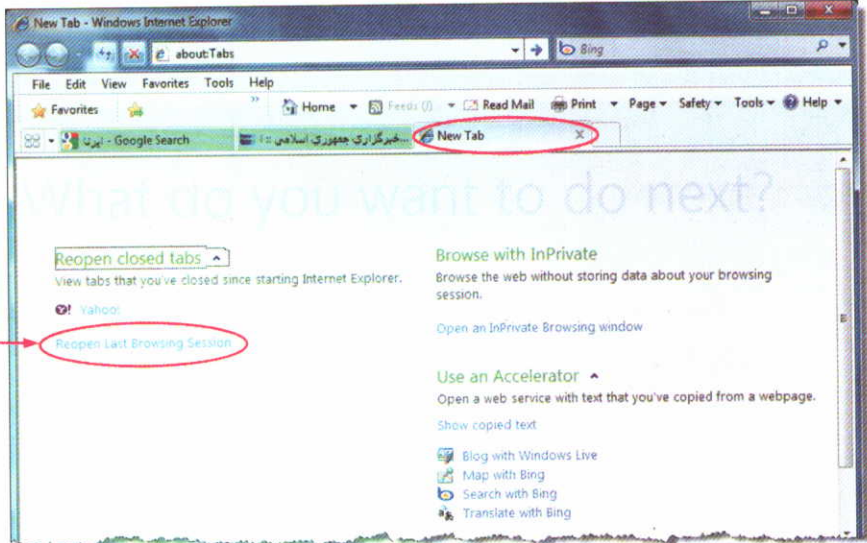 New Tab - Windows Internet Explorer
about:Tabs
Bing
File Edit View Favorites Tools Help
Favorites
Home Feeds (J) Read Mail Print Page Safety Tools Help
ایرنا - Google Search
خبرگزاری جمهوری اسلامی :: ا...
New Tab
What do you want to do next?
Reopen closed tabs
View tabs that you've closed since starting Internet Explorer.
Yahoo!
Reopen Last Browsing Session
Browse with InPrivate
Browse the web without storing data about your browsing
session.
Open an InPrivate Browsing window
Use an Accelerator
Open a web service with text that you've copied from a webpage.
Show copied text
Blog with Windows Live
Map with Bing
Search with Bing
Translate with Bing